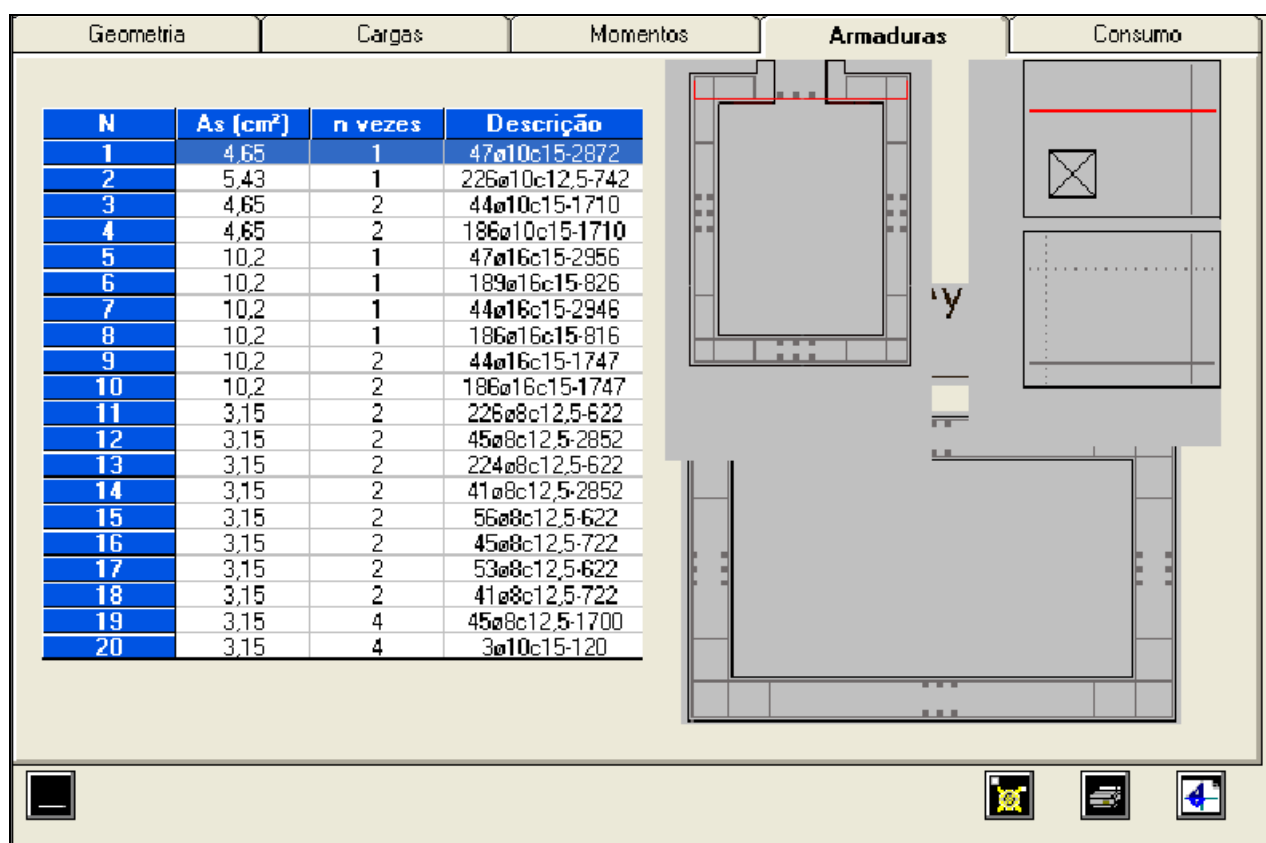 Geometria Cargas Momentos Armaduras Consumo
N As (cm²) n vezes Descrição
1 4,65 1 47ø10c15-2872
2 5,43 1 226ø10c12,5-742
3 4,65 2 44ø10c15-1710
4 4,65 2 186ø10c15-1710
5 10,2 1 47ø16c15-2956
6 10,2 1 189ø16c15-826
7 10,2 1 44ø16c15-2946
8 10,2 1 186ø16c15-816
9 10,2 2 44ø16c15-1747
10 10,2 2 186ø16c15-1747
11 3,15 2 226ø8c12,5-622
12 3,15 2 45ø8c12,5-2852
13 3,15 2 224ø8c12,5-622
14 3,15 2 41ø8c12,5-2852
15 3,15 2 56ø8c12,5-622
16 3,15 2 45ø8c12,5-722
17 3,15 2 53ø8c12,5-622
18 3,15 2 41ø8c12,5-722
19 3,15 4 45ø8c12,5-1700
20 3,15 4 3ø10c15-120